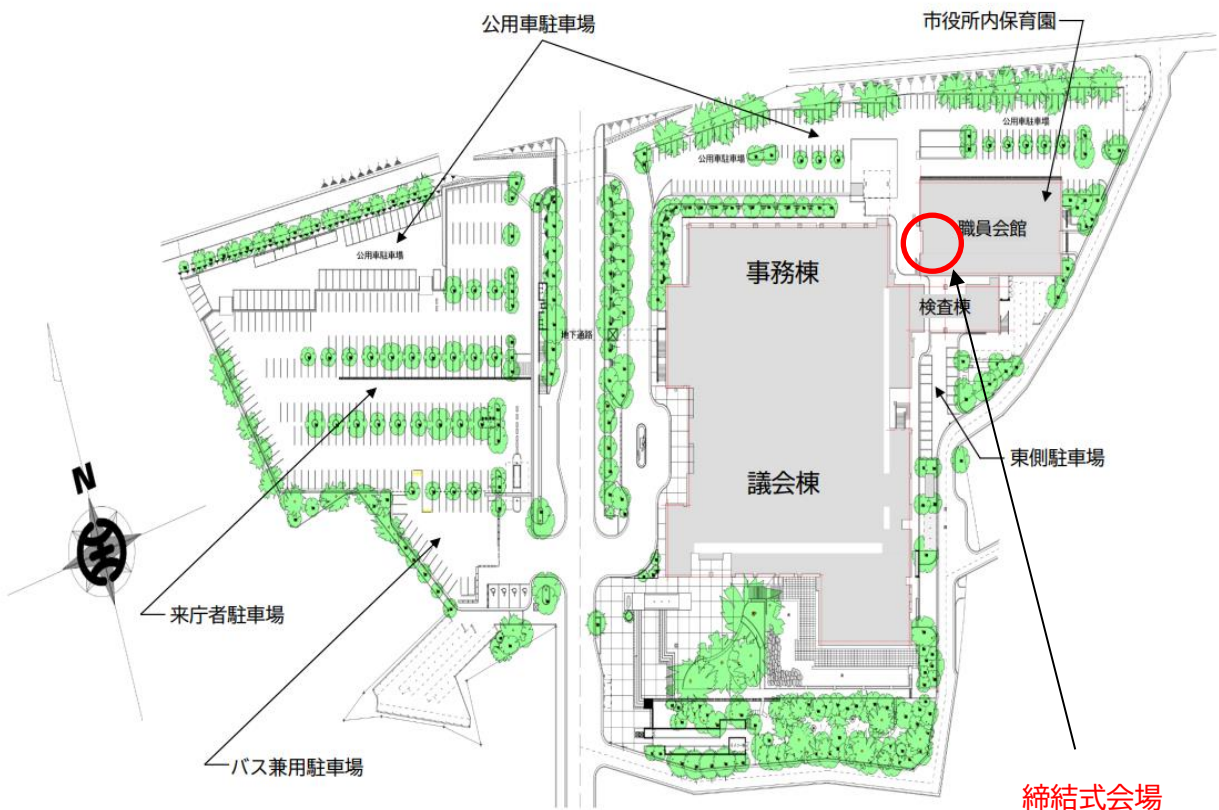 公用車駐車場
市役所内保育園
公用車駐車場
公用車駐車場
公用車駐車場
職員会館
事務棟
検査棟
地下通路
東側駐車場
議会棟
N
来庁者駐車場
バス兼用駐車場
締結式会場